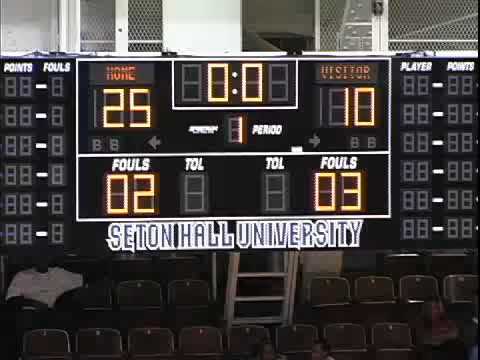 HOME 0:0 VISITOR
POINTS FOULS 25 1 PERIOD 10 PLAYER POINTS
B B B B
FOULS TOL TOL FOULS
02 03
SETON HALL UNIVERSITY